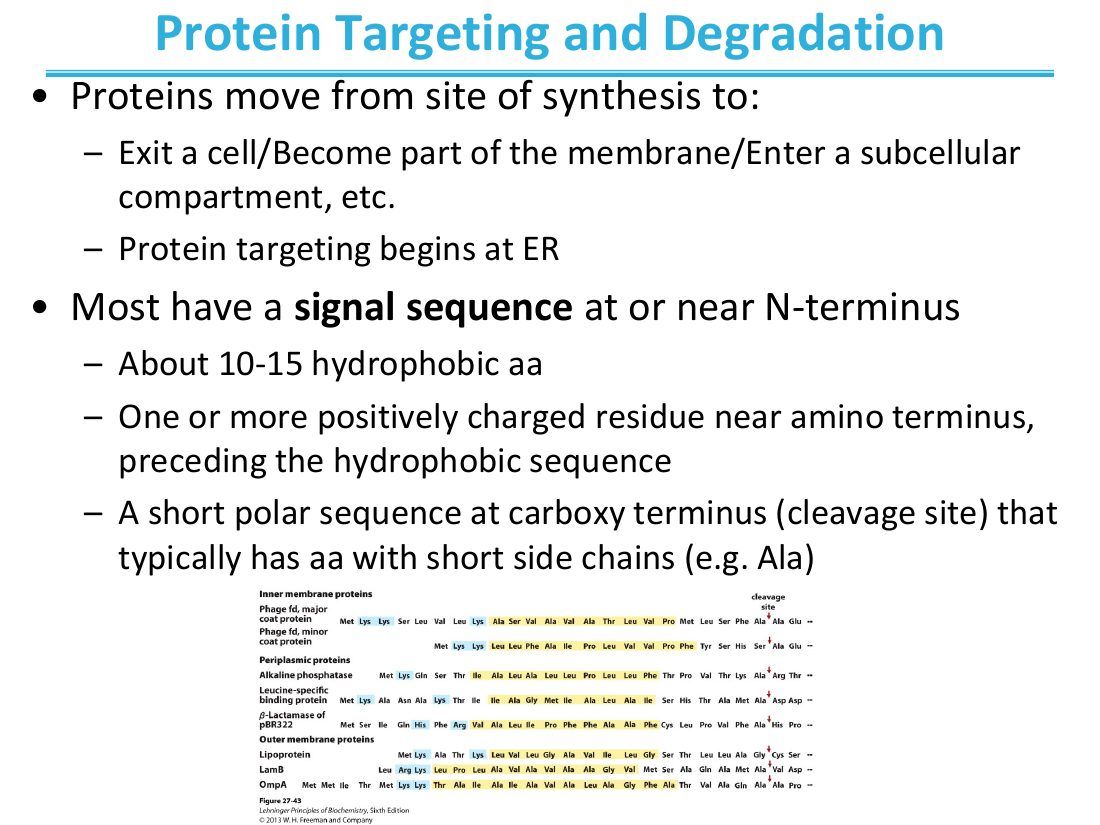 Protein Targeting and Degradation
• Proteins move from site of synthesis to:
– Exit a cell/Become part of the membrane/Enter a subcellular
compartment, etc.
– Protein targeting begins at ER
• Most have a signal sequence at or near N-terminus
– About 10-15 hydrophobic aa
– One or more positively charged residue near amino terminus,
preceding the hydrophobic sequence
– A short polar sequence at carboxy terminus (cleavage site) that
typically has aa with short side chains (e.g. Ala)
Inner membrane proteins
cleavage
site
Phage fd, major
coat protein Met Lys Lys Ser Leu Val Leu Lys Ala Ser Val Ala Val Ala Thr Leu Val Pro Met Leu Ser Phe Ala Ala Glu --
Phage fd, minor
coat protein Met Lys Lys Leu Leu Phe Ala Ile Pro Leu Val Val Pro Phe Tyr Ser His Ser Ala Glu --
Periplasmic proteins
Alkaline phosphatase Met Lys Gln Ser Thr Ile Ala Leu Ala Leu Leu Pro Leu Leu Phe Thr Pro Val Thr Lys Ala Arg Thr --
Leucine-specific
binding protein Met Lys Ala Asn Ala Lys Thr Ile Ile Ala Gly Met Ile Ala Leu Ala Ile Ser His Thr Ala Met Ala Asp Asp --
β-Lactamase of
pBR322 Met Ser Ile Gln His Phe Arg Val Ala Leu Ile Pro Phe Phe Ala Ala Phe Cys Leu Pro Val Phe Ala His Pro --
Outer membrane proteins
Lipoprotein Met Lys Ala Thr Lys Leu Val Leu Gly Ala Val Ile Leu Gly Ser Thr Leu Leu Ala Gly Cys Ser --
LamB Leu Arg Lys Leu Pro Leu Ala Val Ala Val Ala Ala Gly Val Met Ser Ala Gln Ala Met Ala Val Asp --
OmpA Met Met Ile Thr Met Lys Lys Thr Ala Ile Ala Ile Ala Val Ala Leu Ala Gly Phe Ala Thr Val Ala Gln Ala Ala Pro --
Figure 27-43
Lehninger Principles of Biochemistry, Sixth Edition
© 2013 W. H. Freeman and Company